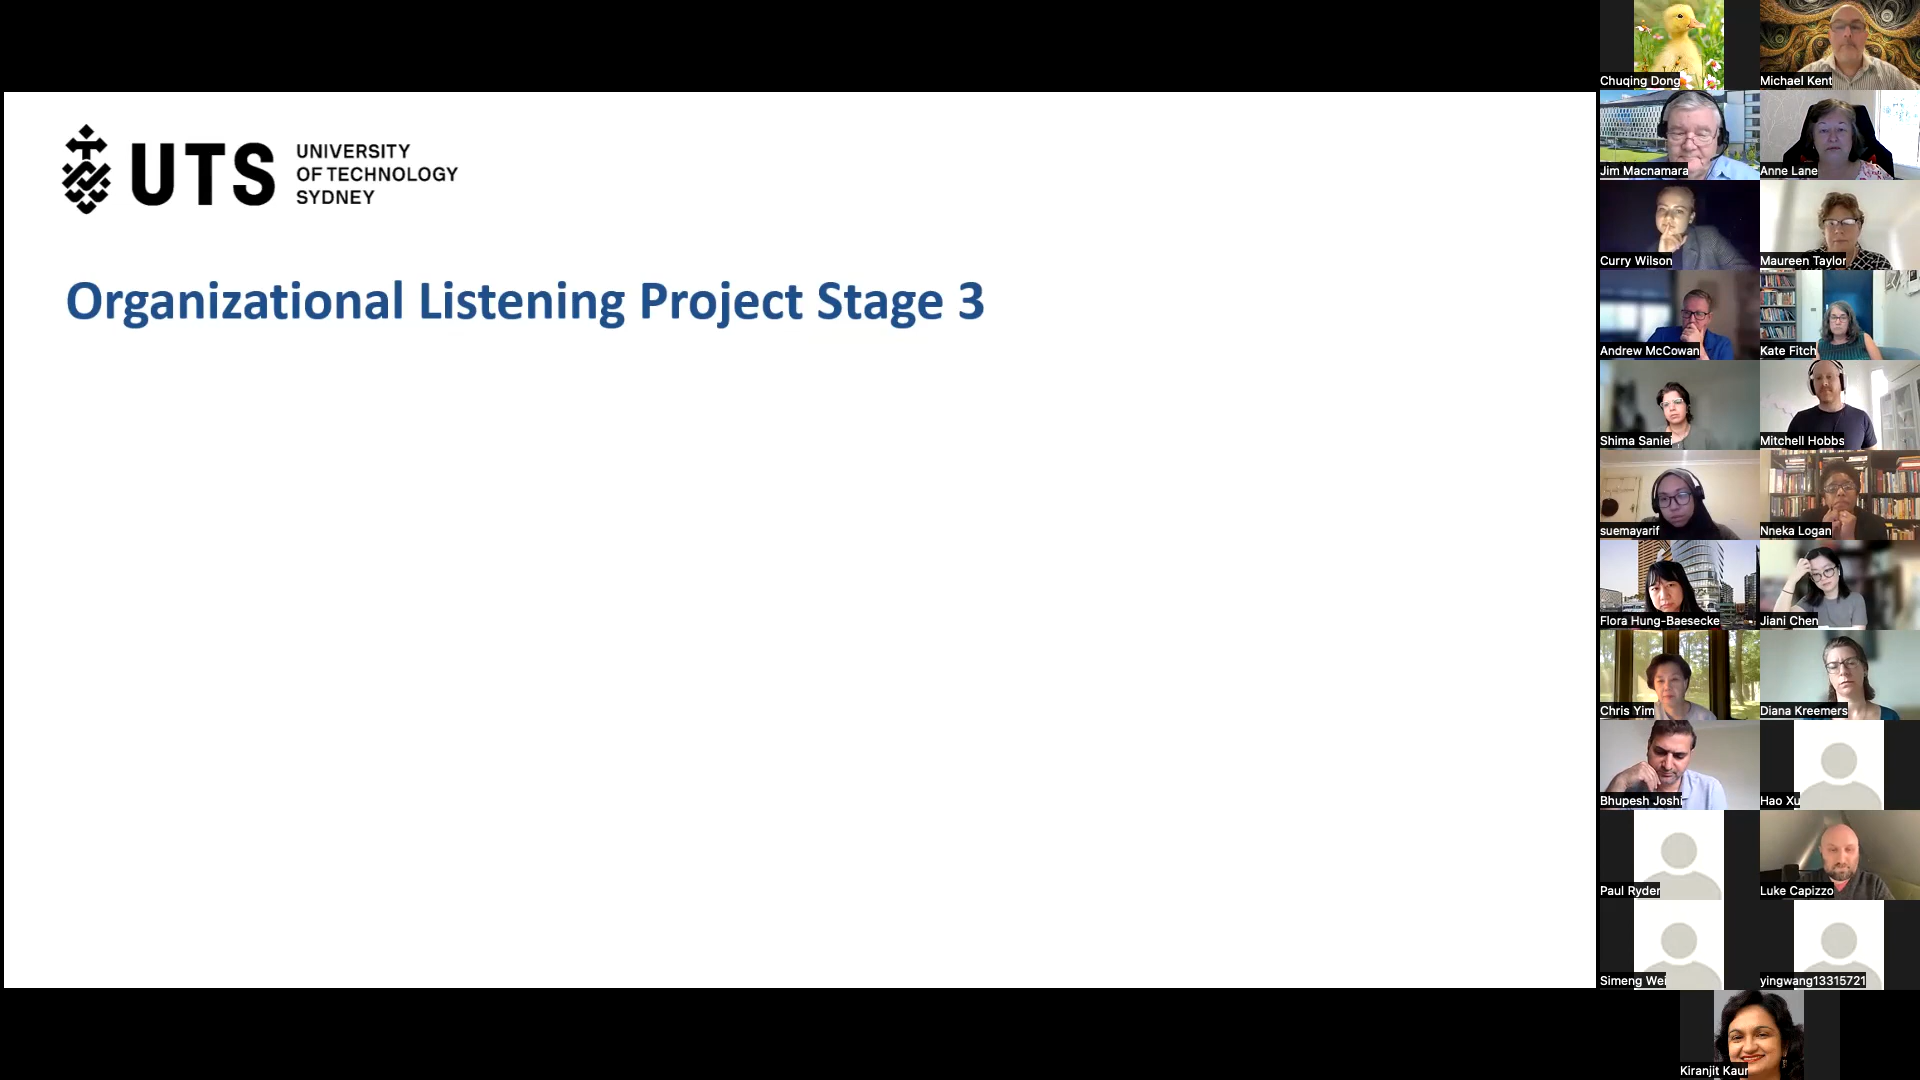 UTS
UNIVERSITY
OF TECHNOLOGY
SYDNEY
Organizational Listening Project Stage 3
Chuqing Dong
Michael Kent
Jim Macnamara
Anne Lane
Curry Wilson
Maureen Taylor
Andrew McCowan
Kate Fitch
Shima Saniei
Mitchell Hobbs
suemayarif
Nneka Logan
Flora Hung-Baesecke
Jiani Chen
Chris Yim
Diana Kreemers
Bhupesh Joshi
Hao Xu
Paul Ryder
Luke Capizzo
Simeng Wei
yingwang13315721
Kiranjit Kaur